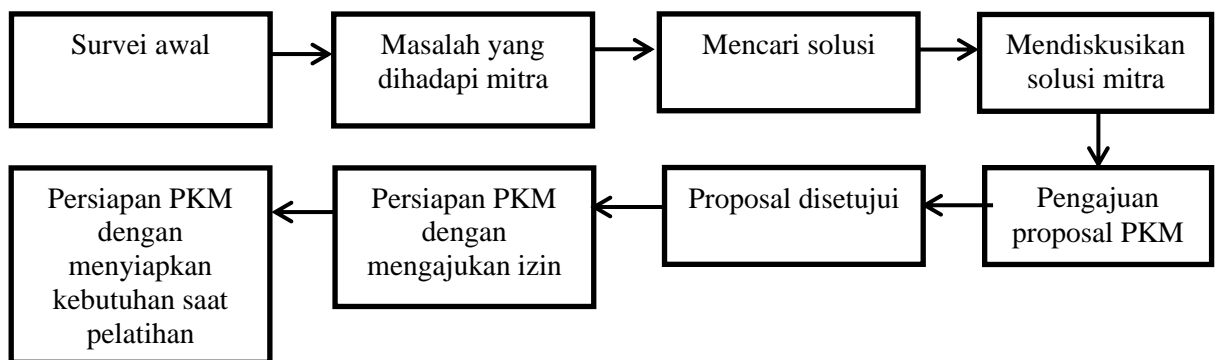 Survei awal
Masalah yang
dihadapi mitra
Mencari solusi
Mendiskusikan
solusi mitra
Pengajuan
proposal PKM
Proposal disetujui
Persiapan PKM
dengan
mengajukan izin
Persiapan PKM
dengan
menyiapkan
kebutuhan saat
pelatihan